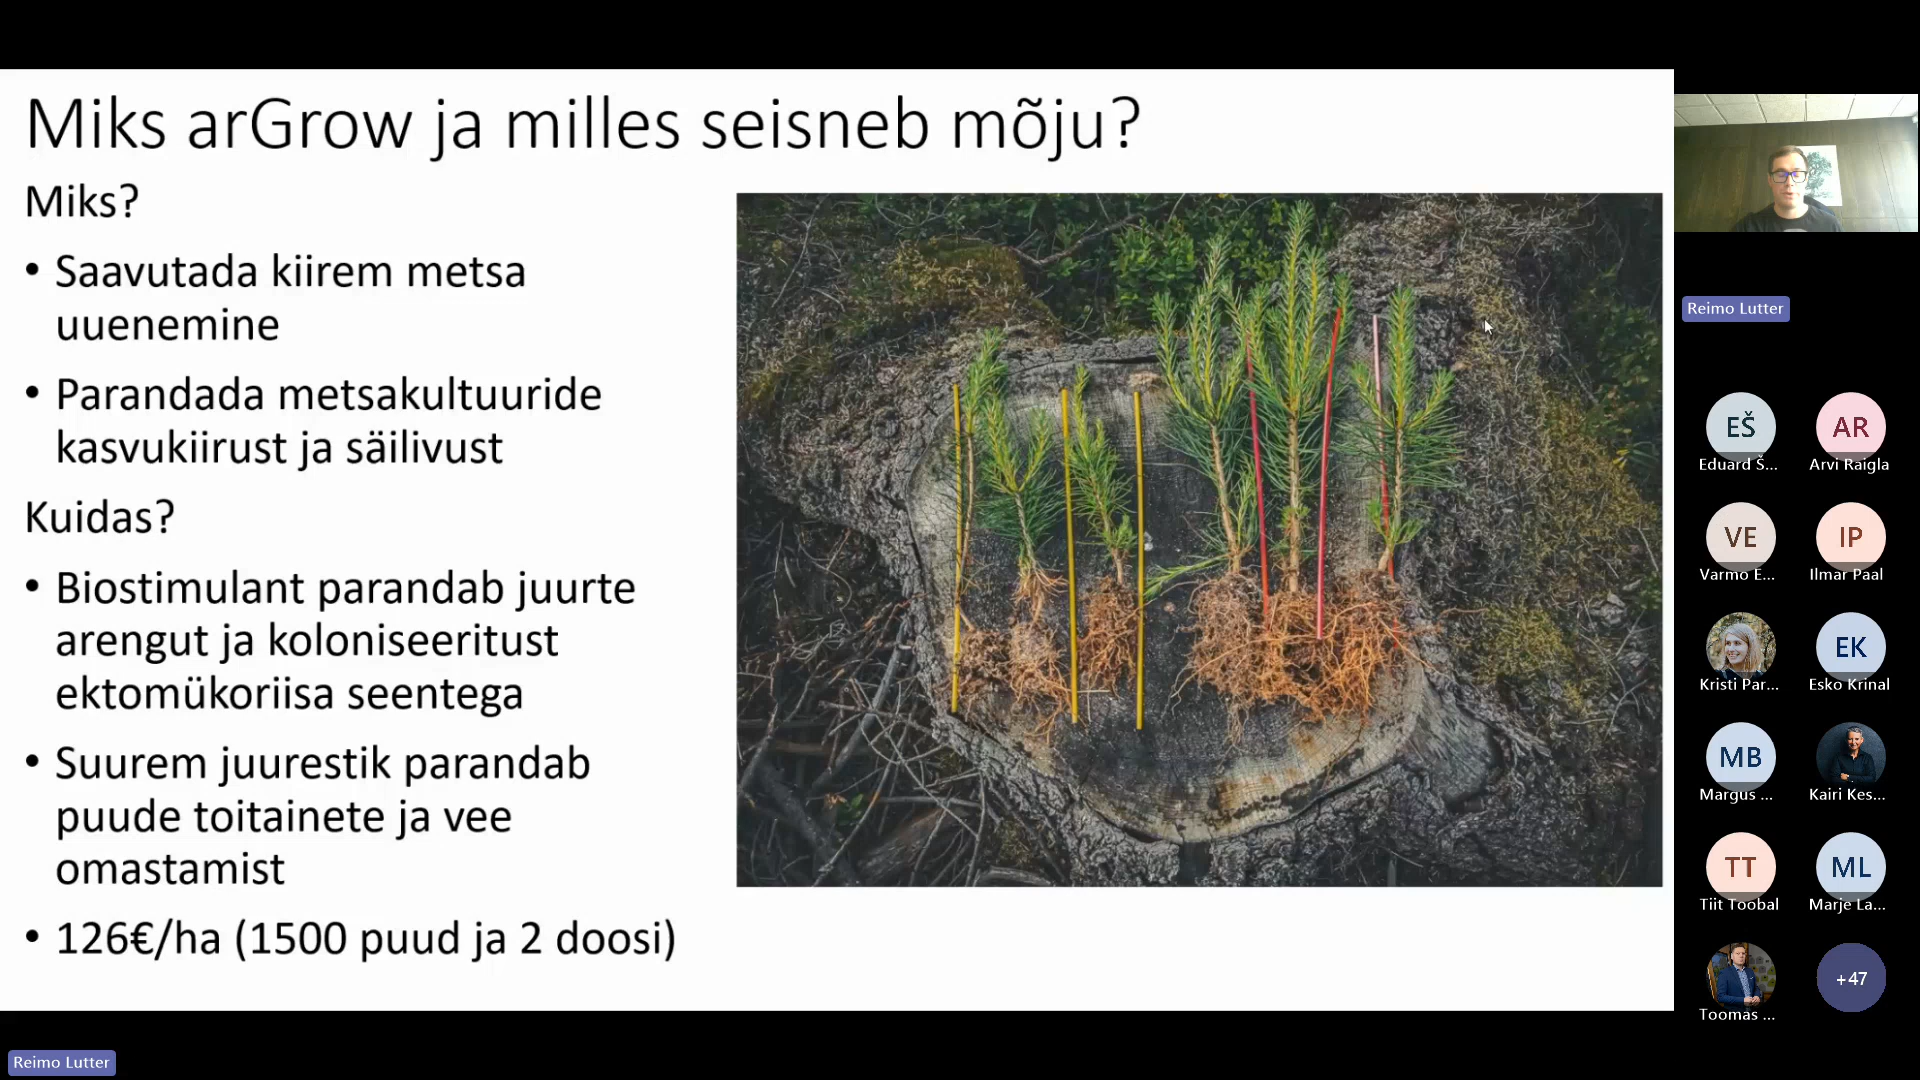 Miks arGrow ja milles seisneb mõju?
Miks?
• Saavutada kiirem metsa
uuenemine
• Parandada metsakultuuride
kasvukiirust ja säilivust
Kuidas?
• Biostimulant parandab juurte
arengut ja koloniseeritust
ektomükoriisa seentega
• Suurem juurestik parandab
puude toitainete ja vee
omastamist
• 126€/ha (1500 puud ja 2 doosi)
Reimo Lutter
EŠ
Eduard Š...
AR
Arvi Raigla
VE
Varmo E...
IP
Ilmar Paal
Kristi Par...
EK
Esko Krinal
MB
Margus ...
Kairi Kes...
TT
Tiit Toobal
ML
Marje La...
Toomas ...
+47
Reimo Lutter